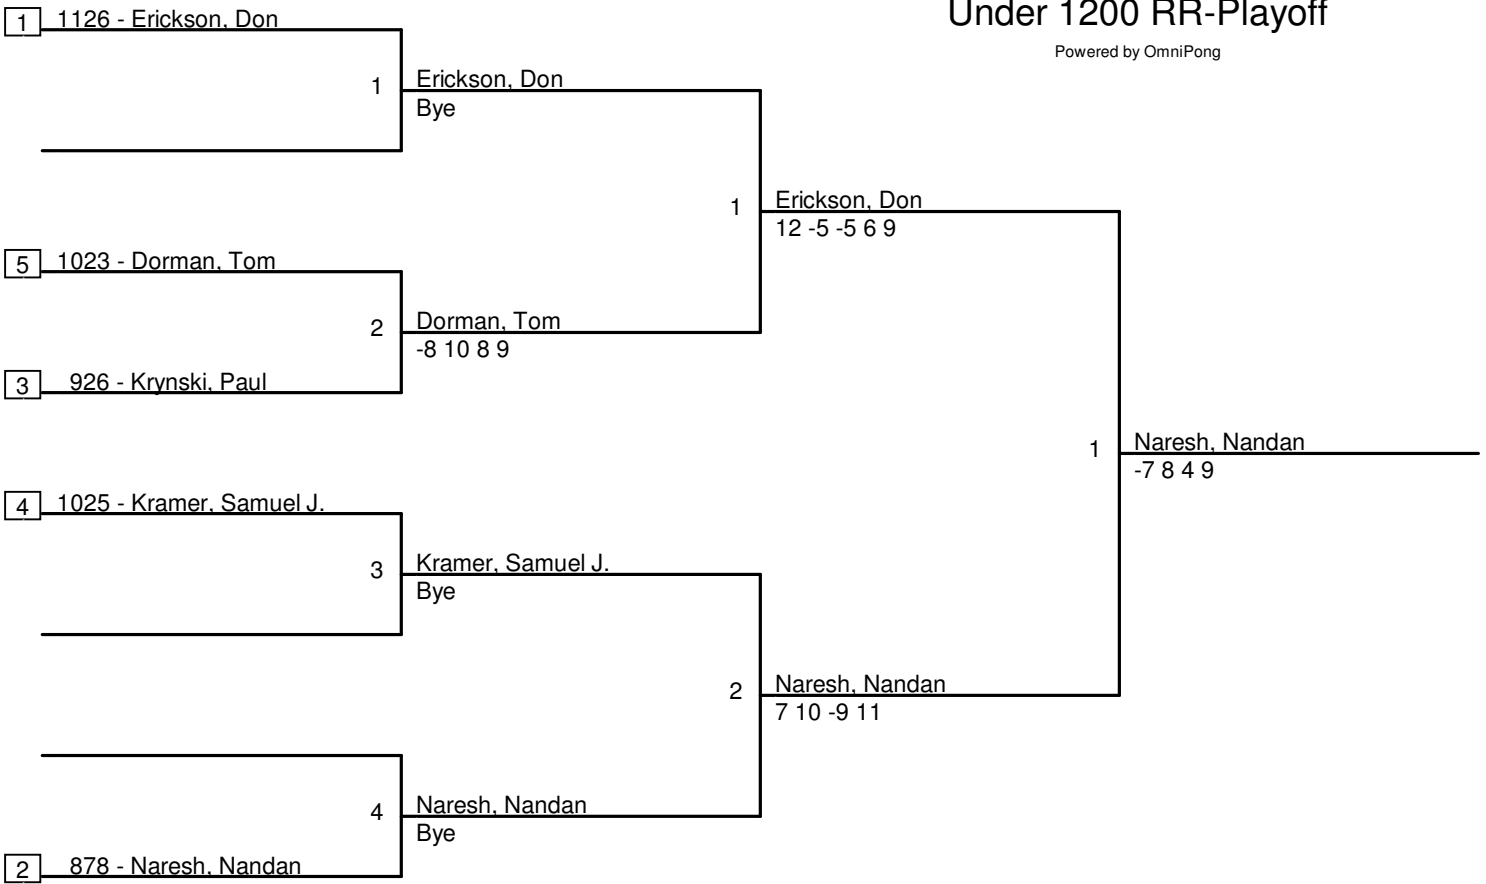 Under 1200 RR-Playoff
Powered by OmniPong
1 1126 - Erickson, Don
1 Erickson, Don
Bye
1 Erickson, Don
12 -5 -5 6 9
5 1023 - Dorman, Tom
2 Dorman, Tom
-8 10 8 9
3 926 - Krynski, Paul
1 Naresh, Nandan
-7 8 4 9
4 1025 - Kramer, Samuel J.
3 Kramer, Samuel J.
Bye
2 Naresh, Nandan
7 10 -9 11
4 Naresh, Nandan
Bye
2 878 - Naresh, Nandan